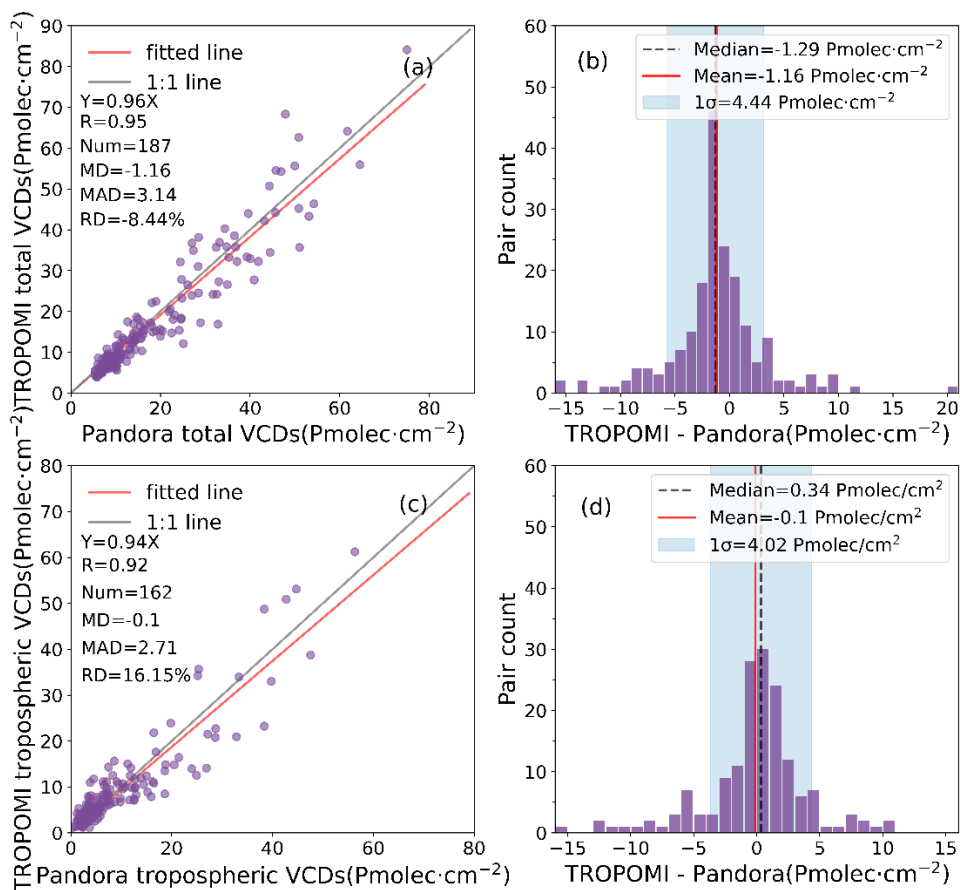 90
80
70
60
50
40
30
20
10
0
TROPOMI total VCDs(Pmolec·cm⁻²)
fitted line
1:1 line
(a)
Y=0.96X
R=0.95
Num=187
MD=-1.16
MAD=3.14
RD=-8.44%
0 20 40 60 80
Pandora total VCDs(Pmolec·cm⁻²)
60
50
40
30
20
10
0
Pair count
(b)
Median=-1.29 Pmolec·cm⁻²
Mean=-1.16 Pmolec·cm⁻²
1σ=4.44 Pmolec·cm⁻²
−15 −10 −5 0 5 10 15 20
TROPOMI - Pandora(Pmolec·cm⁻²)
80
70
60
50
40
30
20
10
0
TROPOMI tropospheric VCDs(Pmolec·cm⁻²)
fitted line
1:1 line
(c)
Y=0.94X
R=0.92
Num=162
MD=-0.1
MAD=2.71
RD=16.15%
0 20 40 60 80
Pandora tropospheric VCDs(Pmolec·cm⁻²)
60
50
40
30
20
10
0
Pair count
(d)
Median=0.34 Pmolec/cm²
Mean=-0.1 Pmolec/cm²
1σ=4.02 Pmolec/cm²
−15 −10 −5 0 5 10 15
TROPOMI - Pandora(Pmolec·cm⁻²)